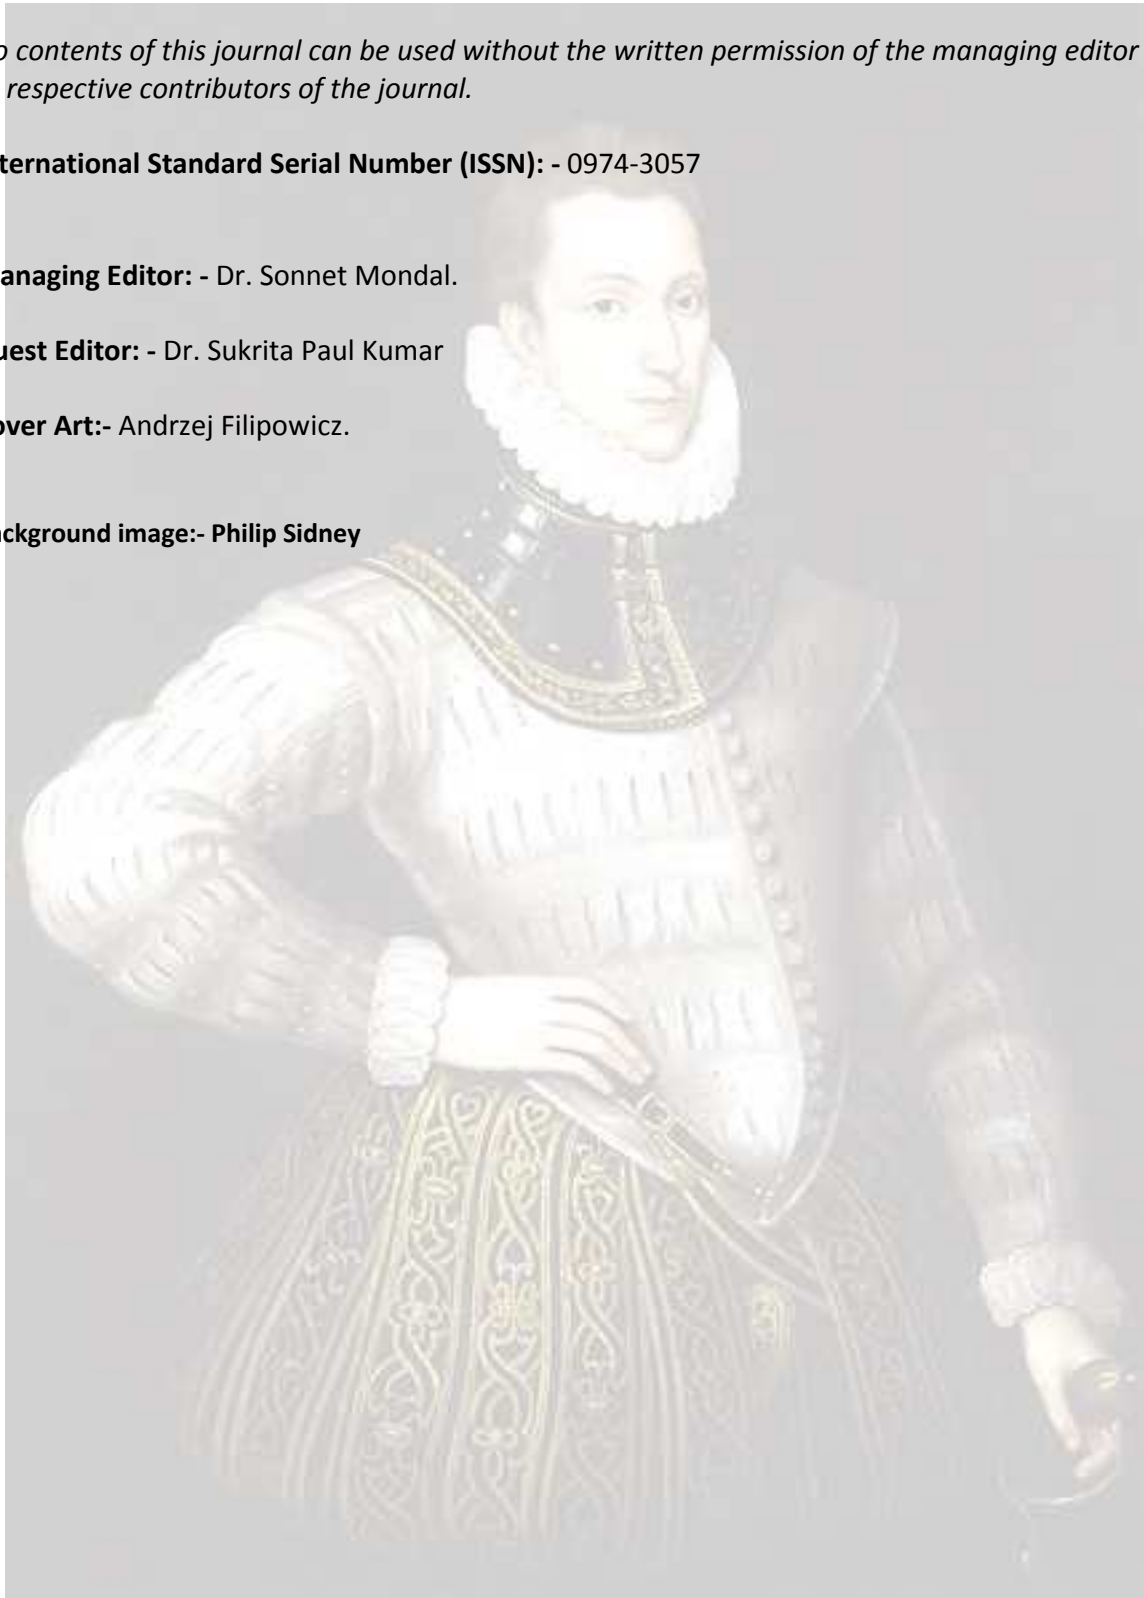 o contents of this journal can be used without the written permission of the managing editor
respective contributors of the journal.
ternational Standard Serial Number (ISSN): - 0974-3057
anaging Editor: - Dr. Sonnet Mondal.
uest Editor: - Dr. Sukrita Paul Kumar
over Art:- Andrzej Filipowicz.
ckground image:- Philip Sidney